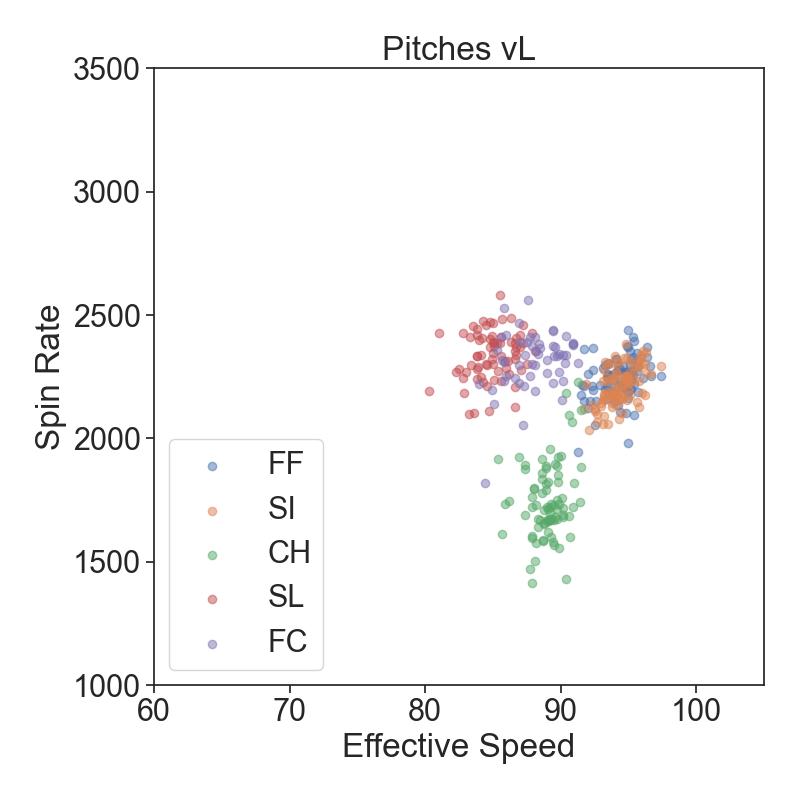 Pitches vL
3500
3000
2500
2000
1500
1000
Spin Rate
FF
SI
CH
SL
FC
60 70 80 90 100
Effective Speed